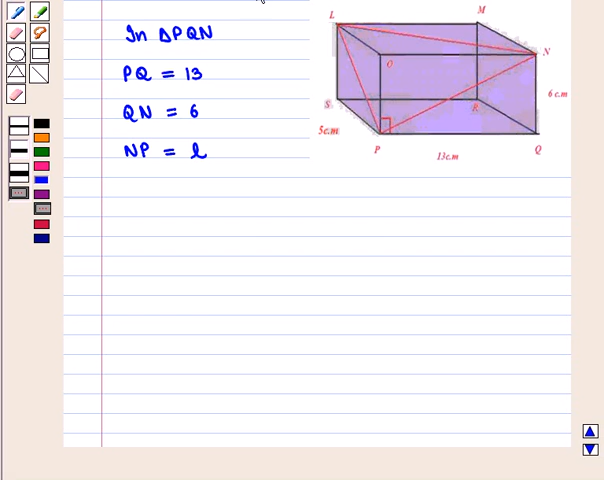 In ΔPQN
PQ = 13
QN = 6
NP = l
L
M
O
N
S
R
6 c.m
5c.m
P
13c.m
Q